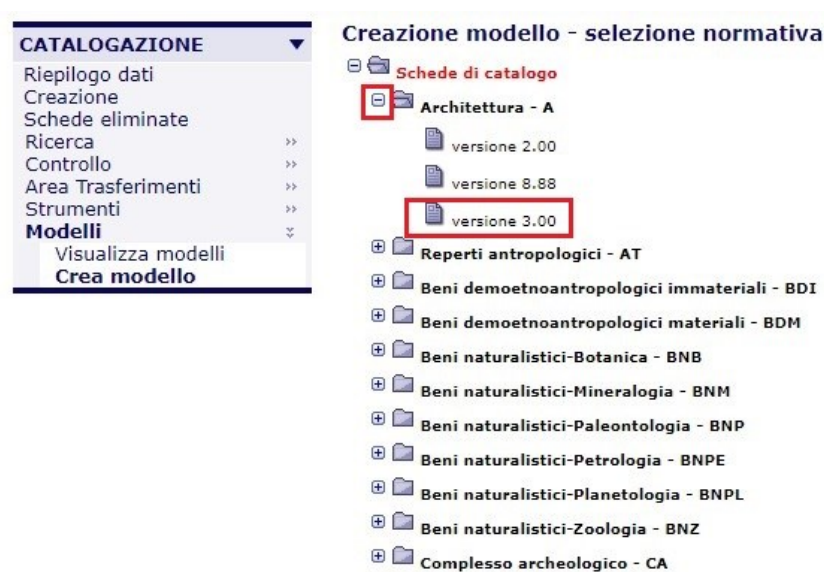 CATALOGAZIONE
Riepilogo dati
Creazione
Schede eliminate
Ricerca
Controllo
Area Trasferimenti
Strumenti
Modelli
Visualizza modelli
Crea modello
Creazione modello - selezione normativa
Schede di catalogo
Architettura - A
versione 2.00
versione 8.88
versione 3.00
Reperti antropologici - AT
Beni demoetnoantropologici immateriali - BDI
Beni demoetnoantropologici materiali - BDM
Beni naturalistici-Botanica - BNB
Beni naturalistici-Mineralogia - BNM
Beni naturalistici-Paleontologia - BNP
Beni naturalistici-Petrologia - BNPE
Beni naturalistici-Planetologia - BNPL
Beni naturalistici-Zoologia - BNZ
Complesso archeologico - CA